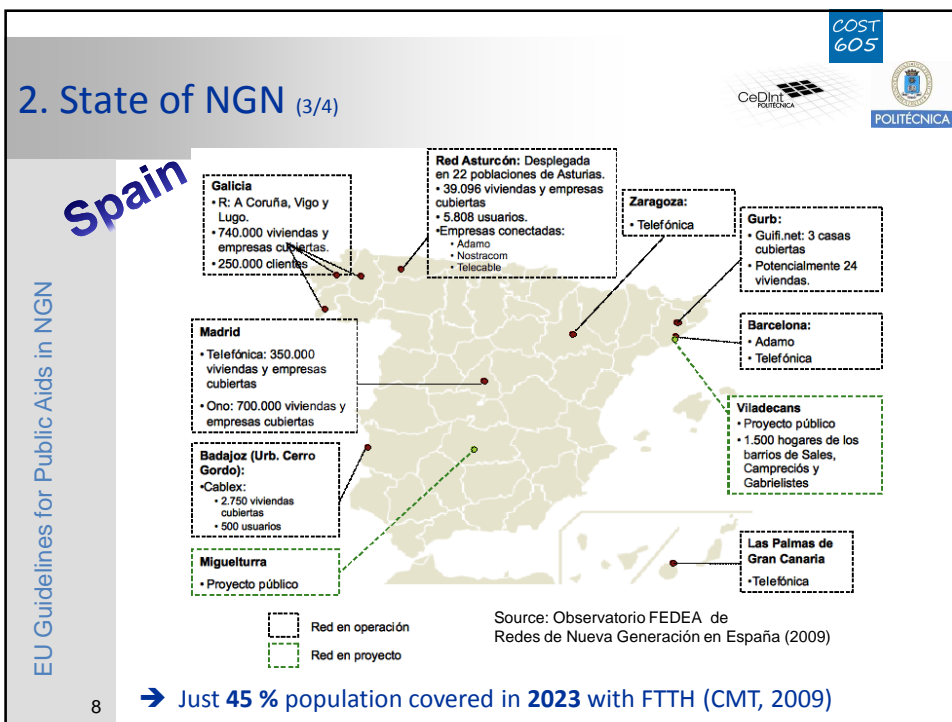 COST
605
2. State of NGN (3/4)
CeDInt
POLITÉCNICA
POLITÉCNICA
Spain
EU Guidelines for Public Aids in NGN
Galicia
• R: A Coruña, Vigo y
Lugo.
• 740.000 viviendas y
empresas cubiertas.
• 250.000 clientes
Red Asturcón: Desplegada
en 22 poblaciones de Asturias.
• 39.096 viviendas y empresas
cubiertas
• 5.808 usuarios.
• Empresas conectadas:
• Adamo
• Nostracom
• Telecable
Zaragoza:
• Telefónica
Gurb:
• Guifi.net: 3 casas
cubiertas
• Potencialmente 24
viviendas.
Barcelona:
• Adamo
• Telefónica
Madrid
• Telefónica: 350.000
viviendas y empresas
cubiertas
• Ono: 700.000 viviendas y
empresas cubiertas
Viladecans
• Proyecto público
• 1.500 hogares de los
barrios de Sales,
Campreciós y
Gabrielistes
Badajoz (Urb. Cerro
Gordo):
• Cablex:
• 2.750 viviendas
cubiertas
• 500 usuarios
Miguelturra
• Proyecto público
Las Palmas de
Gran Canaria
• Telefónica
Red en operación
Red en proyecto
Source: Observatorio FEDEA de
Redes de Nueva Generación en España (2009)
8
➔ Just 45 % population covered in 2023 with FTTH (CMT, 2009)